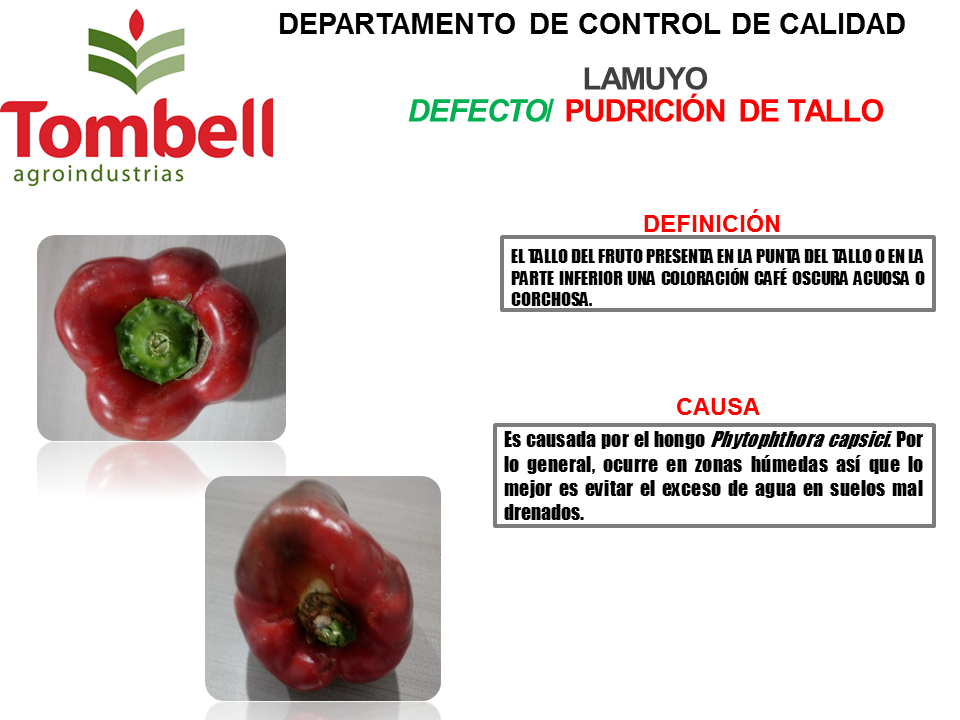 DEPARTAMENTO DE CONTROL DE CALIDAD
Tombell
agroindustrias
LAMUYO
DEFECTO/ PUDRICIÓN DE TALLO
DEFINICIÓN
EL TALLO DEL FRUTO PRESENTA EN LA PUNTA DEL TALLO O EN LA
PARTE INFERIOR UNA COLORACIÓN CAFÉ OSCURA ACUOSA O
CORCHOSA.
CAUSA
Es causada por el hongo Phytophthora capsici. Por
lo general, ocurre en zonas húmedas así que lo
mejor es evitar el exceso de agua en suelos mal
drenados.